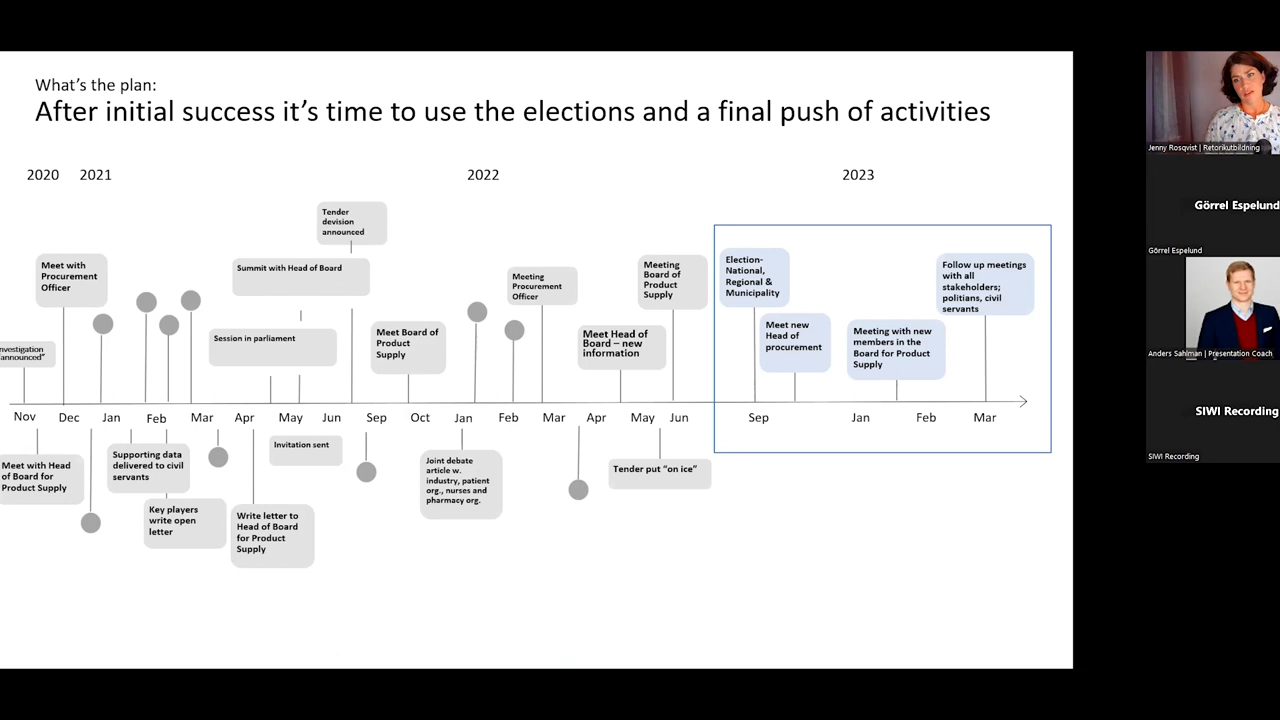 What's the plan:
After initial success it's time to use the elections and a final push of activities
2020
2021
2022
2023
Tender
devision
announced
Meet with
Procurement
Officer
Summit with Head of Board
Meeting
Procurement
Officer
Meeting
Board of
Product
Supply
Election-
National,
Regional &
Municipality
Follow up meetings
with all
stakeholders;
politians, civil
servants
nvestigation
"announced"
Session in parliament
Meet Board of
Product
Supply
Meet Head of
Board – new
information
Meet new
Head of
procurement
Meeting with new
members in the
Board for Product
Supply
Nov
Dec
Jan
Feb
Mar
Apr
May
Jun
Sep
Oct
Jan
Feb
Mar
Apr
May
Jun
Sep
Jan
Feb
Mar
Meet with Head
of Board for
Product Supply
Supporting data
delivered to civil
servants
Key players
write open
letter
Write letter to
Head of Board
for Product
Supply
Invitation sent
Joint debate
article w.
industry, patient
org., nurses and
pharmacy org.
Tender put "on ice"
Jenny Rosqvist | Retorikutbildning
Görrel Espelund
Görrel Espelund
Anders Sahlman | Presentation Coach
SIWI Recording
SIWI Recording